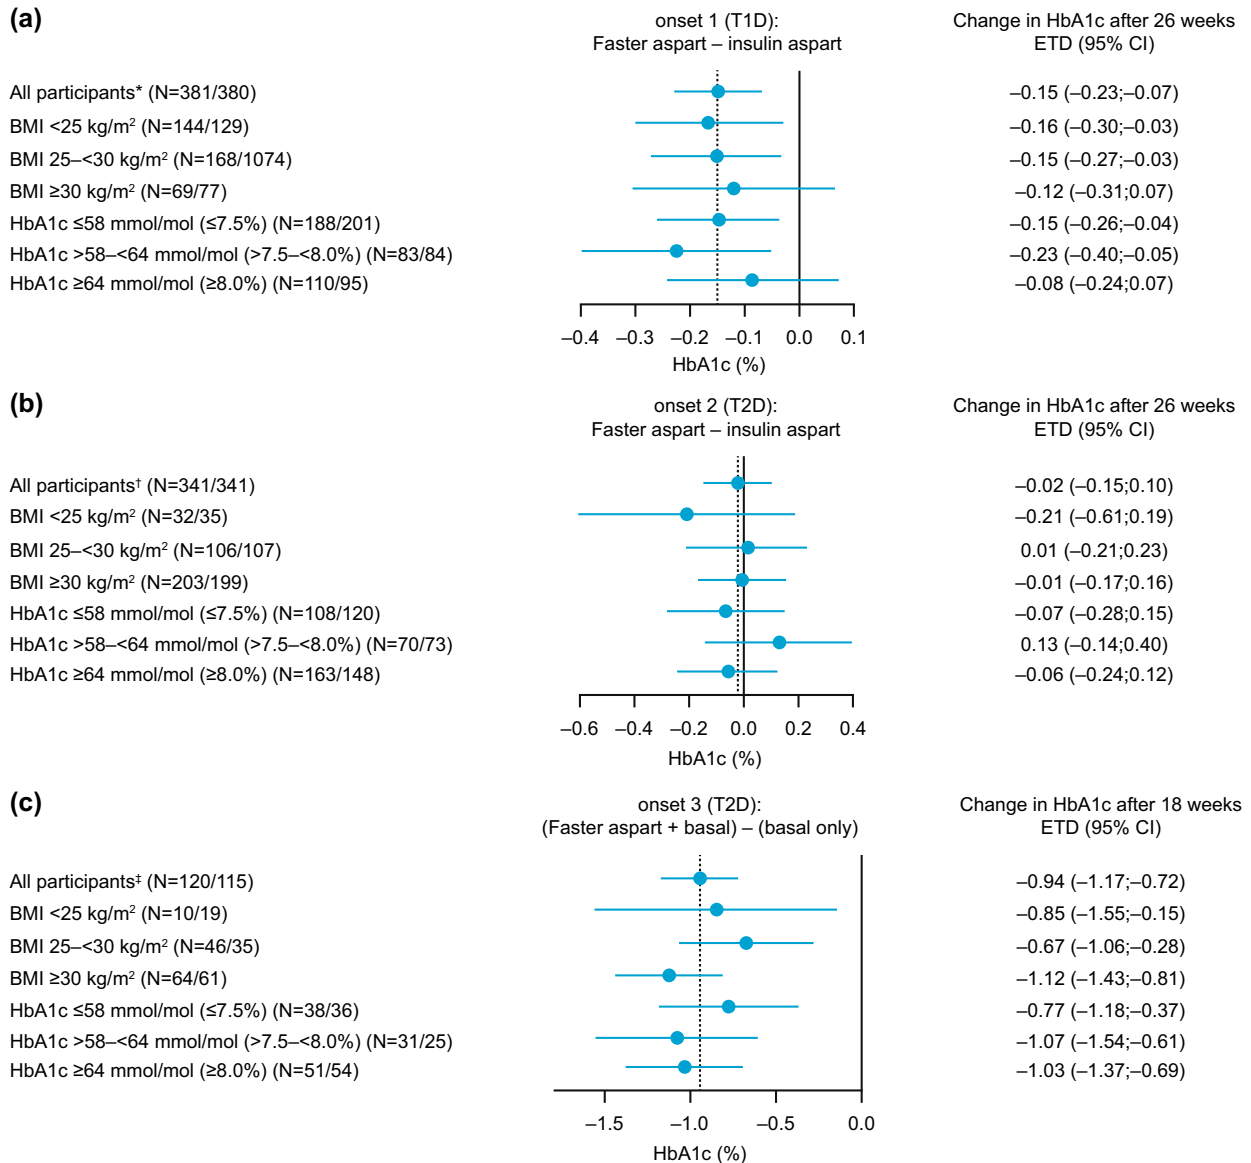 (a)
onset 1 (T1D):
Faster aspart – insulin aspart
Change in HbA1c after 26 weeks
ETD (95% CI)
All participants* (N=381/380) –0.15 (–0.23;–0.07)
BMI <25 kg/m² (N=144/129) –0.16 (–0.30;–0.03)
BMI 25–<30 kg/m² (N=168/1074) –0.15 (–0.27;–0.03)
BMI ≥30 kg/m² (N=69/77) –0.12 (–0.31;0.07)
HbA1c ≤58 mmol/mol (≤7.5%) (N=188/201) –0.15 (–0.26;–0.04)
HbA1c >58–<64 mmol/mol (>7.5–<8.0%) (N=83/84) –0.23 (–0.40;–0.05)
HbA1c ≥64 mmol/mol (≥8.0%) (N=110/95) –0.08 (–0.24;0.07)
–0.4 –0.3 –0.2 –0.1 0.0 0.1
HbA1c (%)
(b)
onset 2 (T2D):
Faster aspart – insulin aspart
Change in HbA1c after 26 weeks
ETD (95% CI)
All participants† (N=341/341) –0.02 (–0.15;0.10)
BMI <25 kg/m² (N=32/35) –0.21 (–0.61;0.19)
BMI 25–<30 kg/m² (N=106/107) 0.01 (–0.21;0.23)
BMI ≥30 kg/m² (N=203/199) –0.01 (–0.17;0.16)
HbA1c ≤58 mmol/mol (≤7.5%) (N=108/120) –0.07 (–0.28;0.15)
HbA1c >58–<64 mmol/mol (>7.5–<8.0%) (N=70/73) 0.13 (–0.14;0.40)
HbA1c ≥64 mmol/mol (≥8.0%) (N=163/148) –0.06 (–0.24;0.12)
–0.6 –0.4 –0.2 0.0 0.2 0.4
HbA1c (%)
(c)
onset 3 (T2D):
(Faster aspart + basal) – (basal only)
Change in HbA1c after 18 weeks
ETD (95% CI)
All participants‡ (N=120/115) –0.94 (–1.17;–0.72)
BMI <25 kg/m² (N=10/19) –0.85 (–1.55;–0.15)
BMI 25–<30 kg/m² (N=46/35) –0.67 (–1.06;–0.28)
BMI ≥30 kg/m² (N=64/61) –1.12 (–1.43;–0.81)
HbA1c ≤58 mmol/mol (≤7.5%) (N=38/36) –0.77 (–1.18;–0.37)
HbA1c >58–<64 mmol/mol (>7.5–<8.0%) (N=31/25) –1.07 (–1.54;–0.61)
HbA1c ≥64 mmol/mol (≥8.0%) (N=51/54) –1.03 (–1.37;–0.69)
–1.5 –1.0 –0.5 0.0
HbA1c (%)